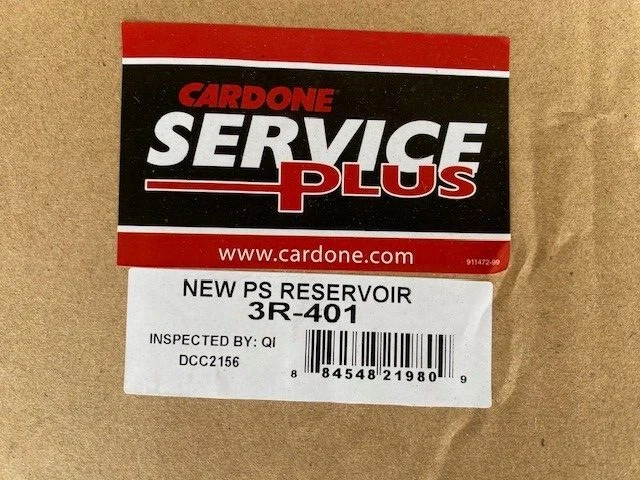 CARDONE
SERVICE
PLUS
www.cardone.com
911472-99
NEW PS RESERVOIR
3R-401
INSPECTED BY: QI
DCC2156
8 84548 21980 9